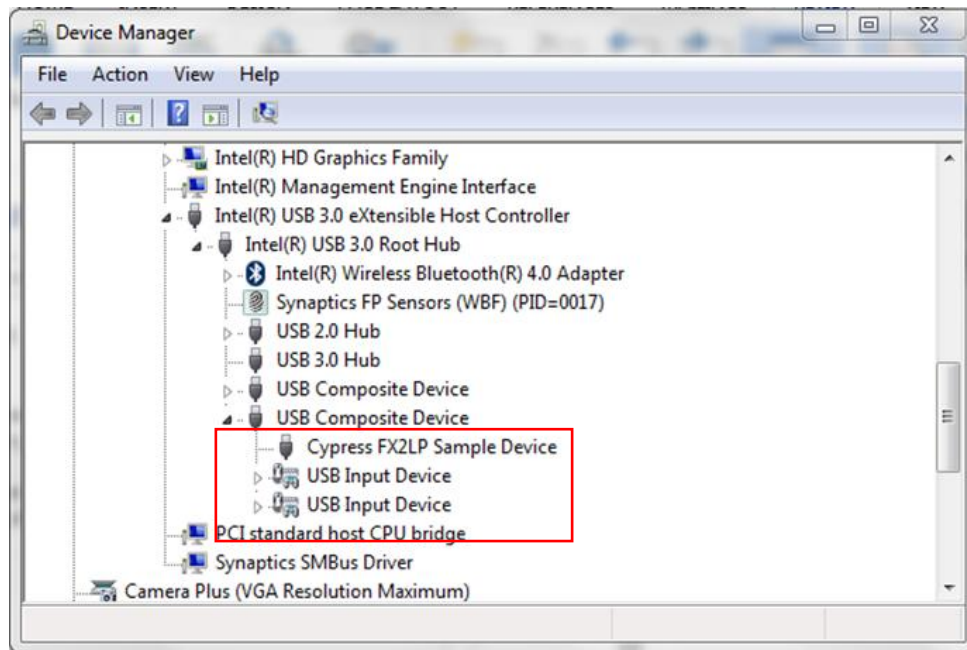 Device Manager
File Action View Help
Intel(R) HD Graphics Family
Intel(R) Management Engine Interface
Intel(R) USB 3.0 eXtensible Host Controller
Intel(R) USB 3.0 Root Hub
Intel(R) Wireless Bluetooth(R) 4.0 Adapter
Synaptics FP Sensors (WBF) (PID=0017)
USB 2.0 Hub
USB 3.0 Hub
USB Composite Device
USB Composite Device
Cypress FX2LP Sample Device
USB Input Device
USB Input Device
PCI standard host CPU bridge
Synaptics SMBus Driver
Camera Plus (VGA Resolution Maximum)